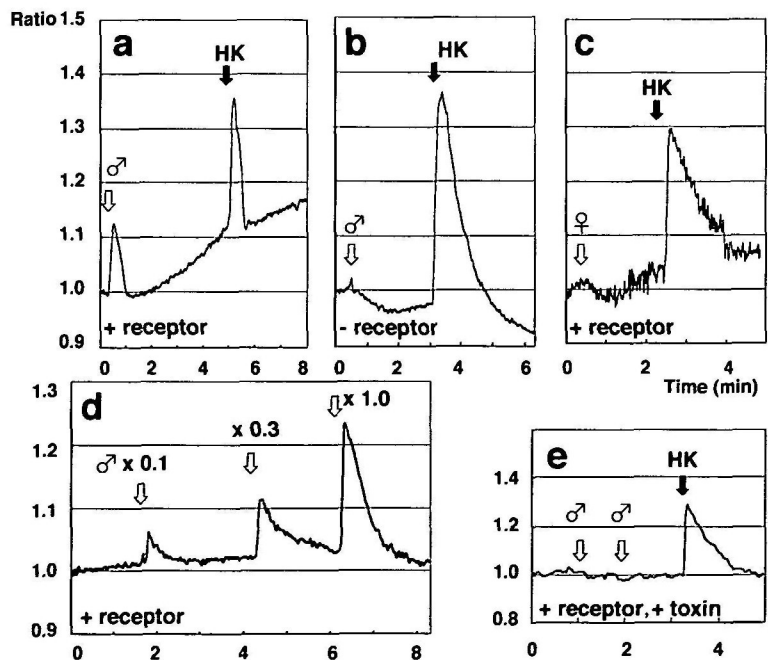 Ratio 1.5
1.4
1.3
1.2
1.1
1.0
0.9
a
HK
♂
+ receptor
0 2 4 6 8
b
HK
♂
- receptor
0 2 4 6
c
HK
♀
+ receptor
0 2 4
Time (min)
1.3
1.2
1.1
1.0
0.9
d
♂ x 0.1
x 0.3
x 1.0
+ receptor
0 2 4 6 8
1.4
1.2
1.0
0.8
e
HK
♂ ♂
+ receptor, + toxin
0 2 4